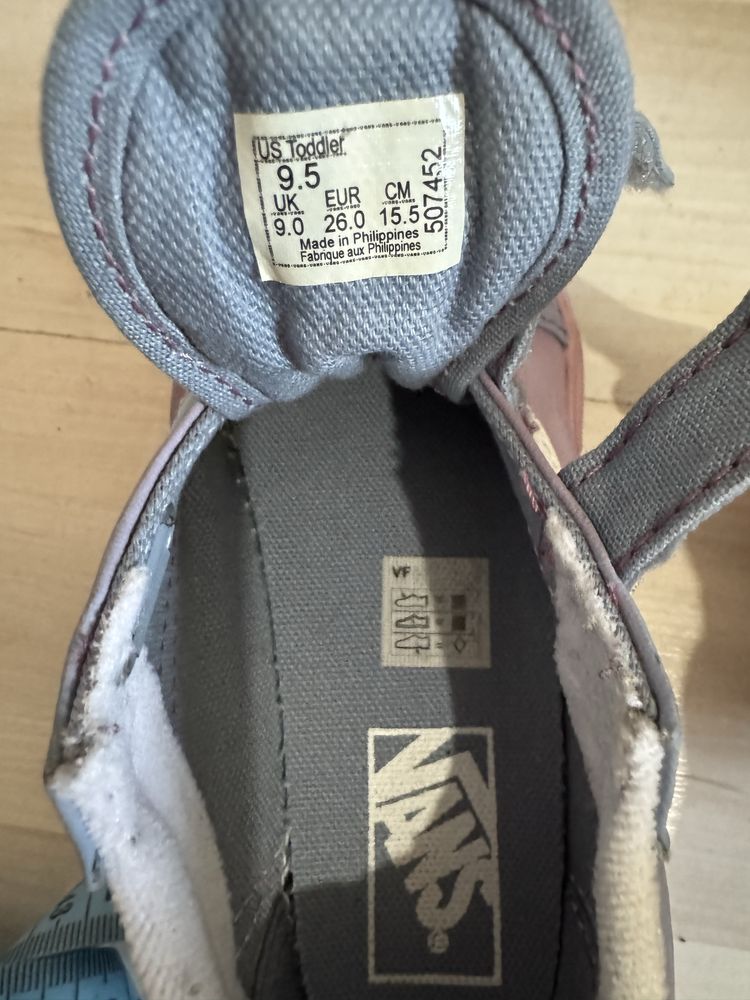 US Toddler
9.5
UK EUR CM
9.0 26.0 15.5
Made in Philippines
Fabrique aux Philippines
507452
VF
VANS